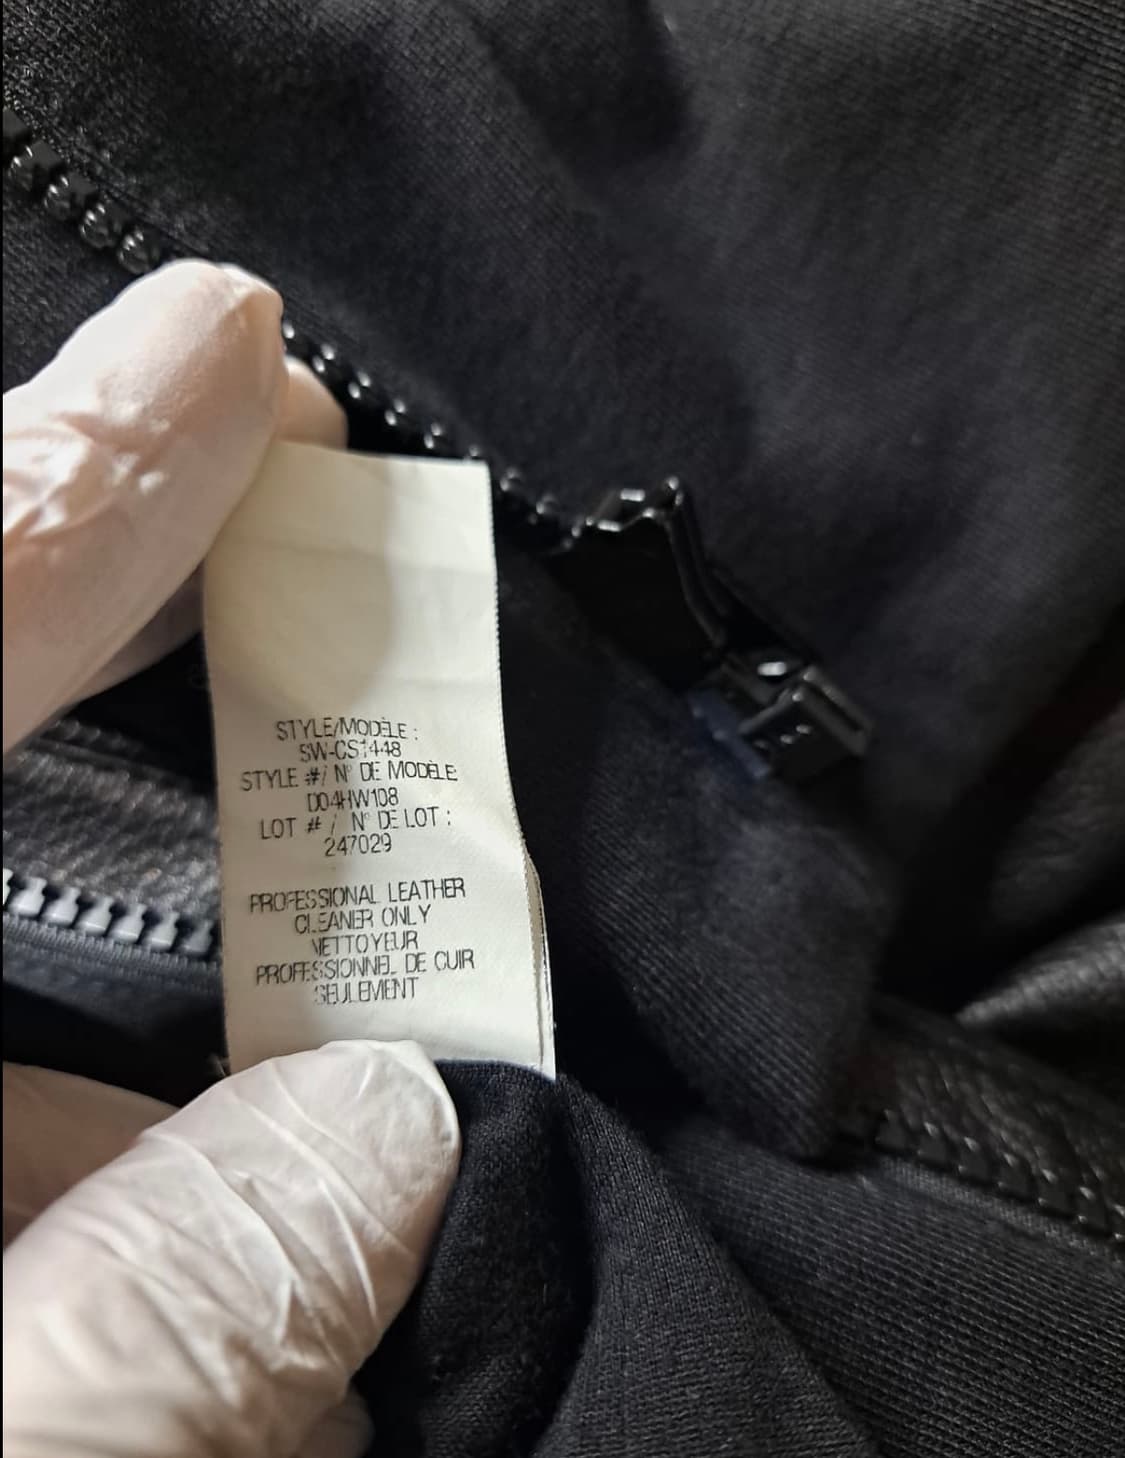 STYLE/MODÈLE :
SW-CS1448
STYLE #/ N° DE MODÈLE
D04HW108
LOT # / N° DE LOT :
247029
PROFESSIONAL LEATHER
CLEANER ONLY
NETTOYEUR
PROFESSIONNEL DE CUIR
SEULEMENT